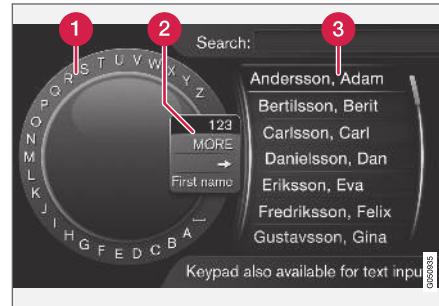 1
2
3
Search:
A B C D E F G H I J K L M N O P Q R S T U V W X Y Z
123
MORE
First name
Andersson, Adam
Bertilsson, Berit
Carlsson, Carl
Danielsson, Dan
Eriksson, Eva
Fredriksson, Felix
Gustavsson, Gina
Keypad also available for text inpu
G050935